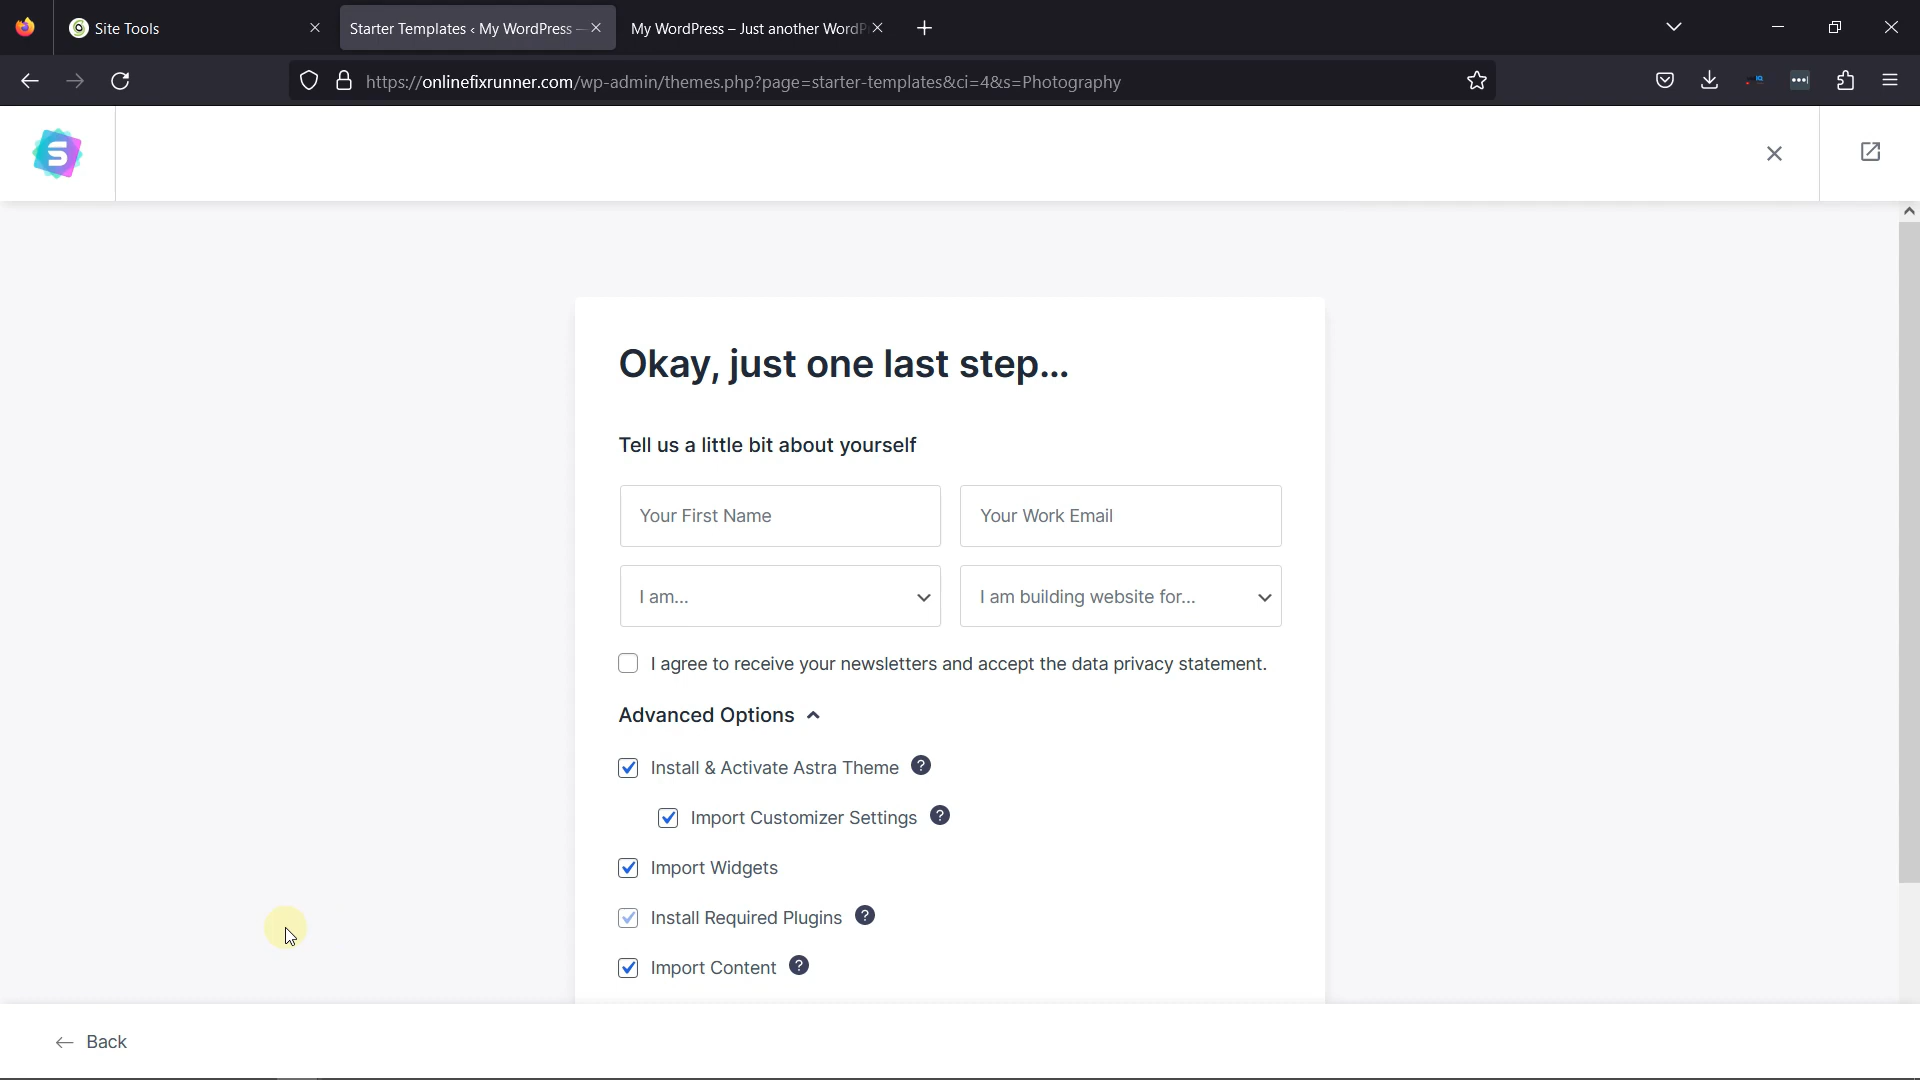 Site Tools
Starter Templates ‹ My WordPress –
My WordPress – Just another WordP
https://onlinefixrunner.com/wp-admin/themes.php?page=starter-templates&ci=4&s=Photography
Okay, just one last step...
Tell us a little bit about yourself
Your First Name
Your Work Email
I am...
I am building website for...
I agree to receive your newsletters and accept the data privacy statement.
Advanced Options
Install & Activate Astra Theme ?
Import Customizer Settings ?
Import Widgets
Install Required Plugins ?
Import Content ?
← Back